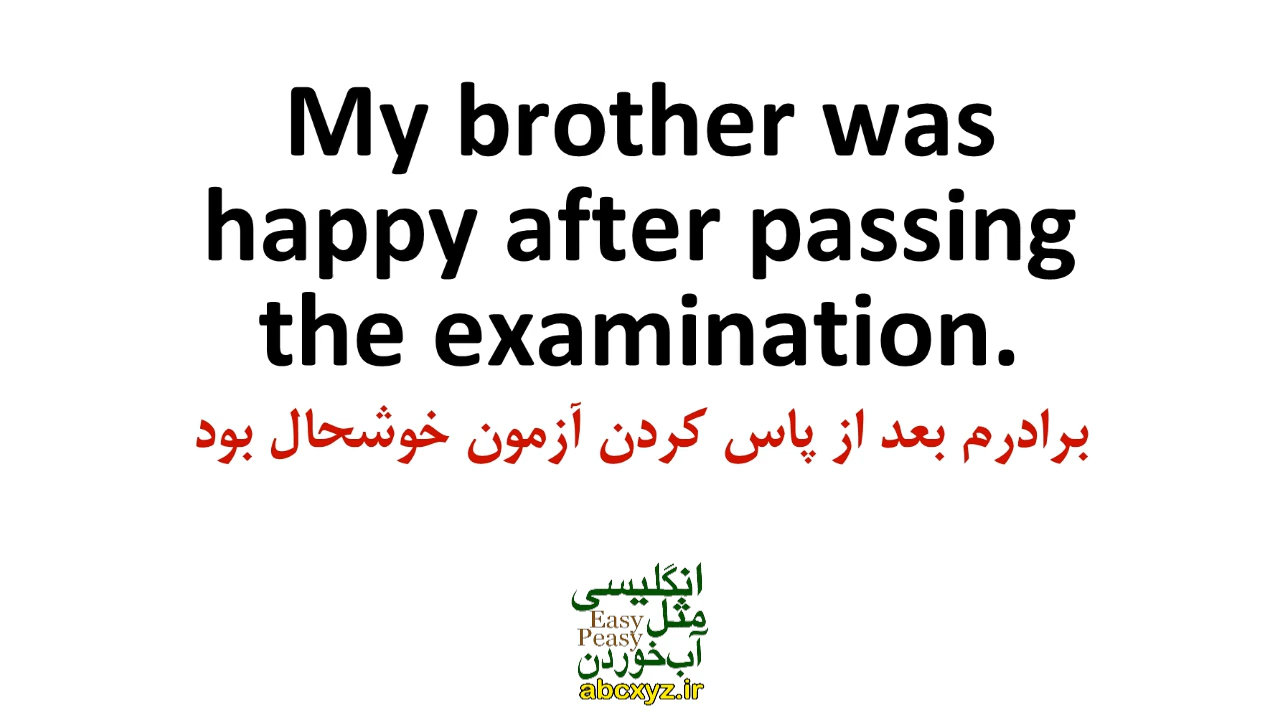 My brother was
happy after passing
the examination.
برادرم بعد از پاس کردن آزمون خوشحال بود
انگلیسی
مثل
Easy
Peasy
آب‌خوردن
abcxyz.ir